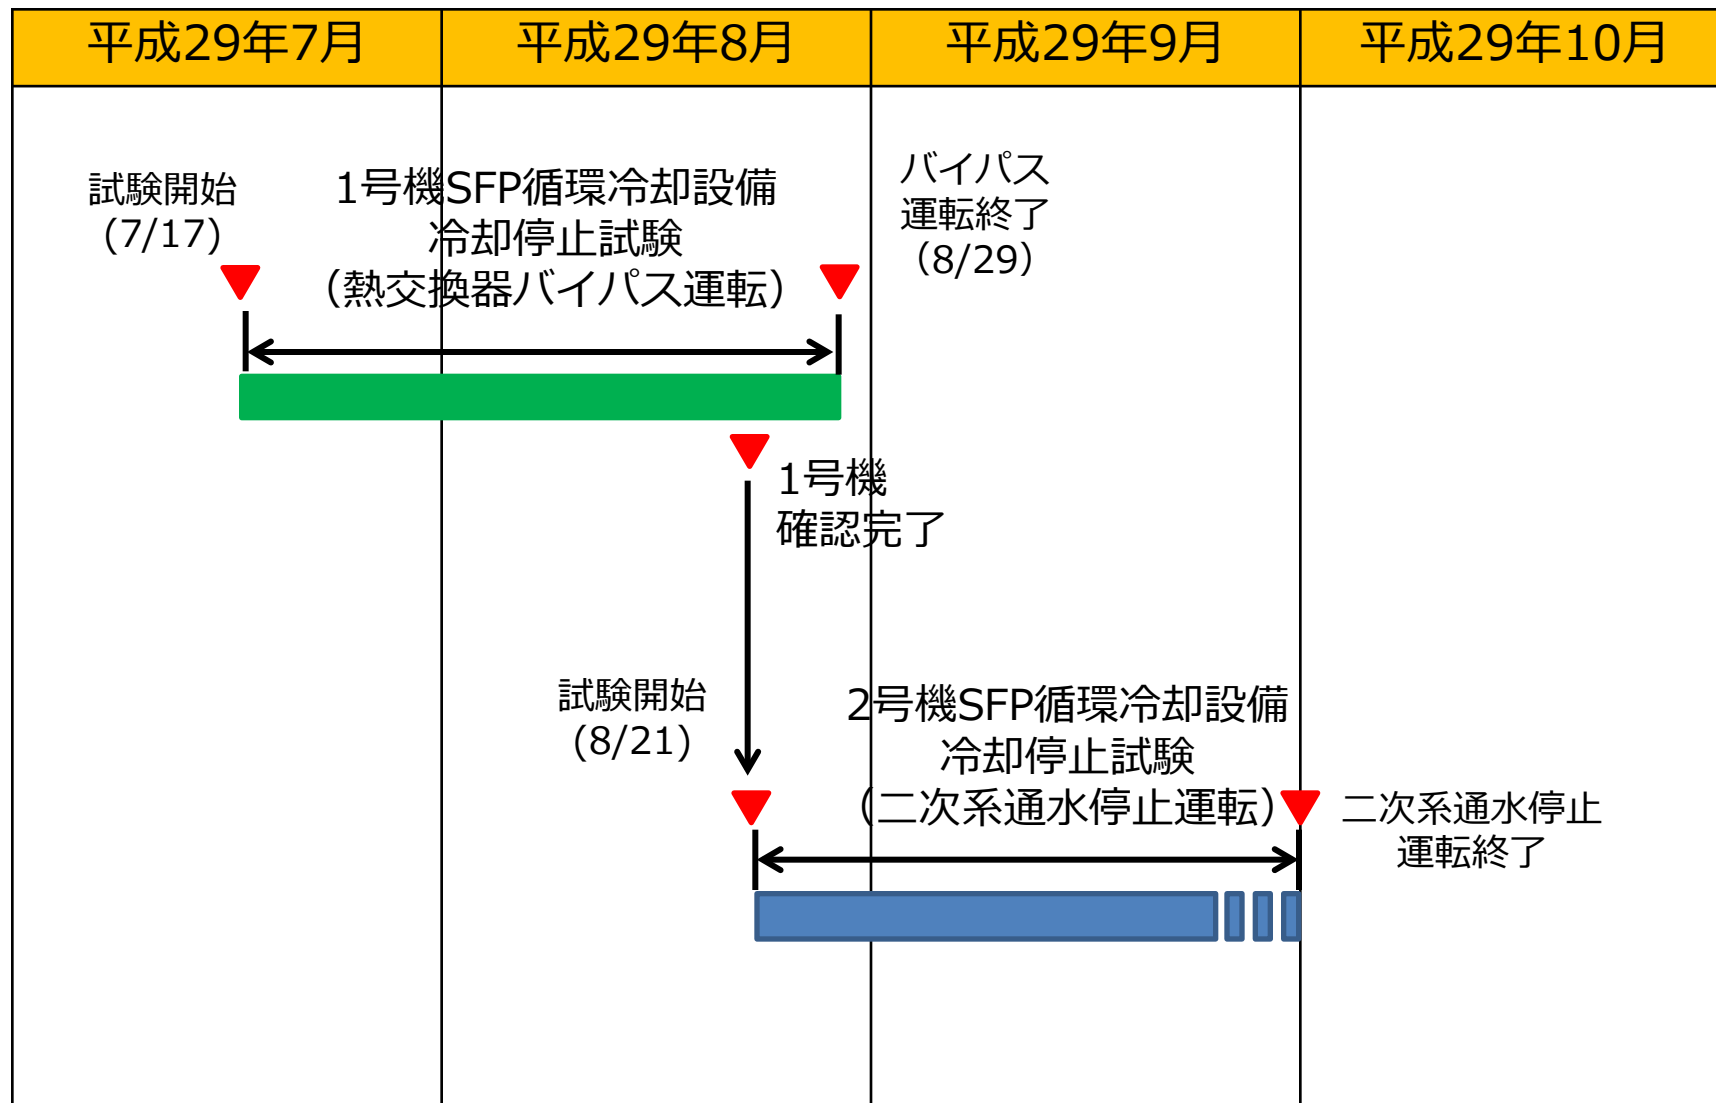 平成29年7月
平成29年8月
平成29年9月
平成29年10月
試験開始
(7/17)
1号機SFP循環冷却設備
冷却停止試験
（熱交換器バイパス運転）
バイパス
運転終了
（8/29）
1号機
確認完了
試験開始
(8/21)
2号機SFP循環冷却設備
冷却停止試験
（二次系通水停止運転）
二次系通水停止
運転終了